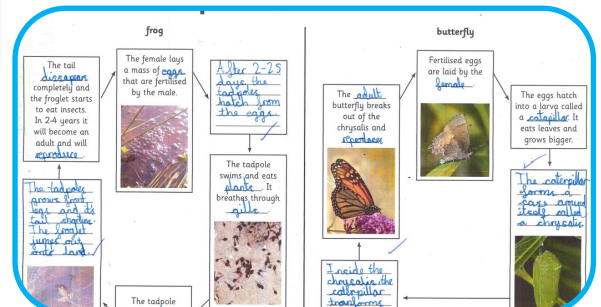 frog
The female lays
a mass of eggs
that are fertilised
by the male.
After 2-25
days the
tadpoles
hatch from
the eggs.
The tadpole
swims and eats
plants. It
breathes through
gills.
The tadpole
The tadpoles
grows front
legs and it's
tail shortens.
The froglet
jumps out
onto land.
The tail
dissapears
completely and
the froglet starts
to eat insects.
In 2-4 years it
will become an
adult and will
reproduce.
butterfly
Fertilised eggs
are laid by the
female.
The eggs hatch
into a larva called
a catapillar. It
eats leaves and
grows bigger.
The caterpillar
forms a
case around
itself called
a chrysalis.
Inside the
chrysalis the
caterpillar
transforms
The adult
butterfly breaks
out of the
chrysalis and
reproduces